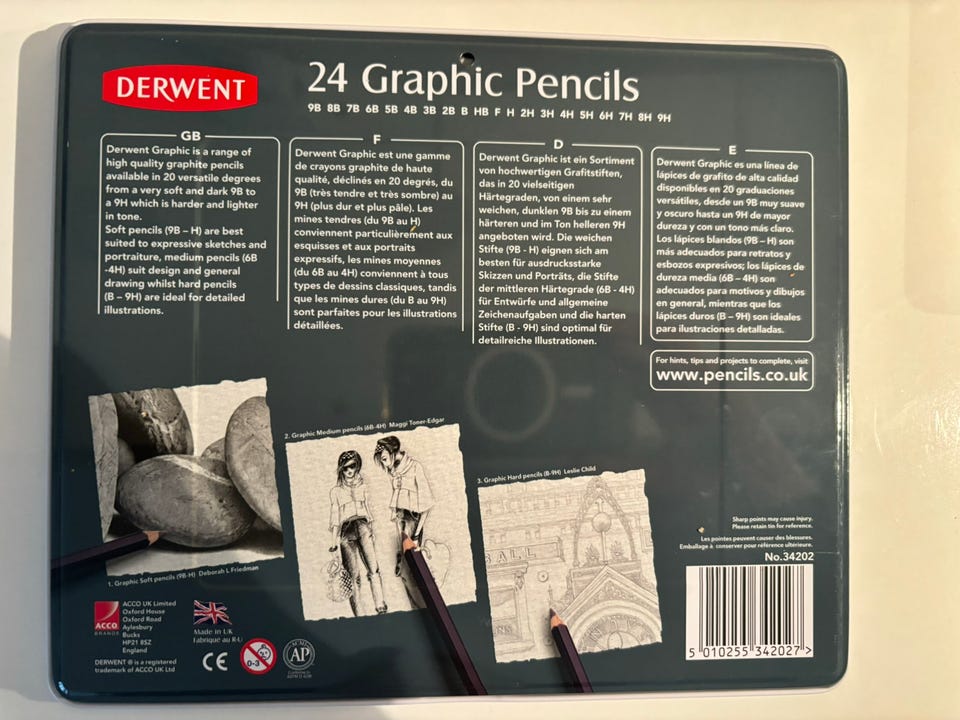 DERWENT
24 Graphic Pencils
9B 8B 7B 6B 5B 4B 3B 2B B HB F H 2H 3H 4H 5H 6H 7H 8H 9H
GB
Derwent Graphic is a range of
high quality graphite pencils
available in 20 versatile degrees
from a very soft and dark 9B to
a 9H which is harder and lighter
in tone.
Soft pencils (9B – H) are best
suited to expressive sketches and
portraiture, medium pencils (6B
-4H) suit design and general
drawing whilst hard pencils
(B – 9H) are ideal for detailed
illustrations.
F
Derwent Graphic est une gamme
de crayons graphite de haute
qualité, déclinés en 20 degrés, du
9B (très tendre et très sombre) au
9H (plus dur et plus pâle). Les
mines tendres (du 9B au H)
conviennent particulièrement aux
esquisses et aux portraits
expressifs, les mines moyennes
(du 6B au 4H) conviennent à tous
types de dessins classiques, tandis
que les mines dures (du B au 9H)
sont parfaites pour les illustrations
détaillées.
D
Derwent Graphic ist ein Sortiment
von hochwertigen Grafitstiften,
das in 20 vielseitigen
Härtegraden, von einem sehr
weichen, dunklen 9B bis zu einem
härteren und im Ton helleren 9H
angeboten wird. Die weichen
Stifte (9B - H) eignen sich am
besten für ausdrucksstarke
Skizzen und Porträts, die Stifte
der mittleren Härtegrade (6B - 4H)
für Entwürfe und allgemeine
Zeichenaufgaben und die harten
Stifte (B - 9H) sind optimal für
detailreiche Illustrationen.
E
Derwent Graphic es una línea de
lápices de grafito de alta calidad
disponibles en 20 graduaciones
versátiles, desde un 9B muy suave
y oscuro hasta un 9H de mayor
dureza y con un tono más claro.
Los lápices blandos (9B – H) son
más adecuados para retratos y
esbozos expresivos; los lápices de
dureza media (6B – 4H) son
adecuados para motivos y dibujos
en general, mientras que los
lápices duros (B – 9H) son ideales
para ilustraciones detalladas.
For hints, tips and projects to complete, visit
www.pencils.co.uk
1. Graphic Soft pencils (9B-H) Deborah L Friedman
2. Graphic Medium pencils (6B-4H) Maggi Toner-Edgar
3. Graphic Hard pencils (B-9H) Leslie Child
ALL
Sharp points may cause injury.
Please retain tin for reference.
Les pointes peuvent causer des blessures.
Emballage à conserver pour référence ultérieure.
No.34202
5 010255 342027 >
ACCO
BRANDS
ACCO UK Limited
Oxford House
Oxford Road
Aylesbury
Bucks
HP21 8SZ
England
DERWENT ® is a registered
trademark of ACCO UK Ltd
Made in UK
Fabriqué au R-U
CE
0-3
AP